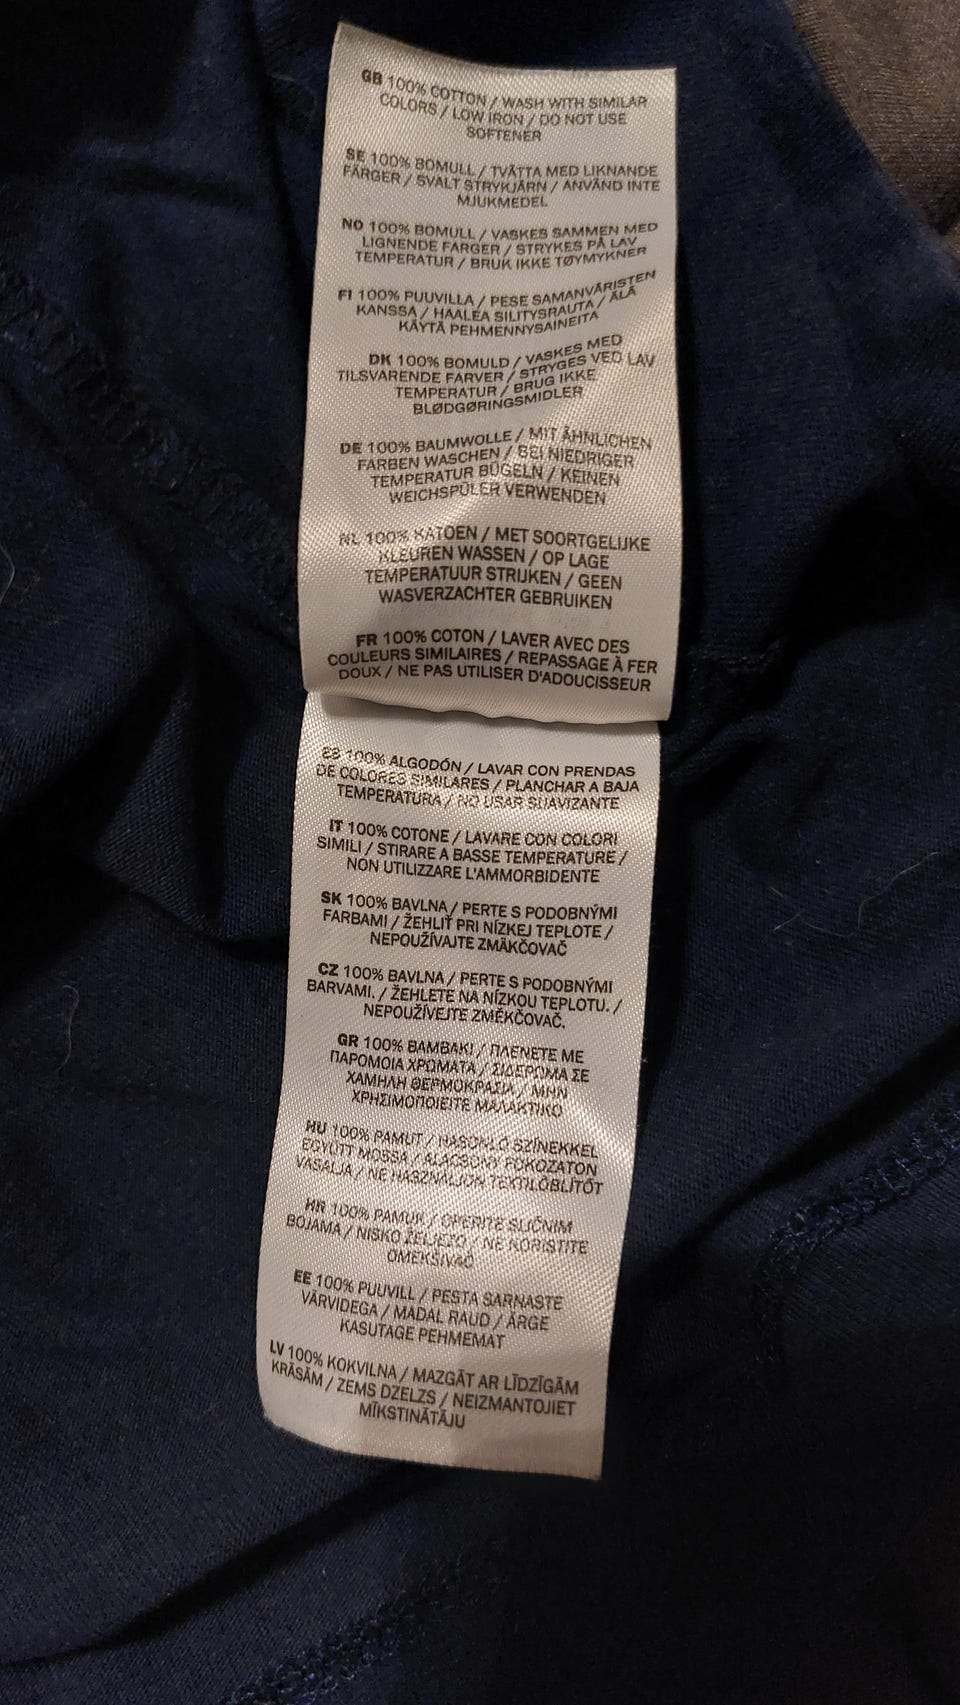 GB 100% COTTON / WASH WITH SIMILAR
COLORS / LOW IRON / DO NOT USE
SOFTENER
SE 100% BOMULL / TVÄTTA MED LIKNANDE
FÄRGER / SVALT STRYKJÄRN / ANVÄND INTE
MJUKMEDEL
NO 100% BOMULL / VASKES SAMMEN MED
LIGNENDE FARGER / STRYKES PÅ LAV
TEMPERATUR / BRUK IKKE TØYMYKNER
FI 100% PUUVILLA / PESE SAMANVÄRISTEN
KANSSA / HAALEA SILITYSRAUTA / ÄLÄ
KÄYTÄ PEHMENNYSAINEITA
DK 100% BOMULD / VASKES MED
TILSVARENDE FARVER / STRYGES VED LAV
TEMPERATUR / BRUG IKKE
BLØDGØRINGSMIDLER
DE 100% BAUMWOLLE / MIT ÄHNLICHEN
FARBEN WASCHEN / BEI NIEDRIGER
TEMPERATUR BÜGELN / KEINEN
WEICHSPÜLER VERWENDEN
NL 100% KATOEN / MET SOORTGELIJKE
KLEUREN WASSEN / OP LAGE
TEMPERATUUR STRIJKEN / GEEN
WASVERZACHTER GEBRUIKEN
FR 100% COTON / LAVER AVEC DES
COULEURS SIMILAIRES / REPASSAGE À FER
DOUX / NE PAS UTILISER D'ADOUCISSEUR
ES 100% ALGODÓN / LAVAR CON PRENDAS
DE COLORES SIMILARES / PLANCHAR A BAJA
TEMPERATURA / NO USAR SUAVIZANTE
IT 100% COTONE / LAVARE CON COLORI
SIMILI / STIRARE A BASSE TEMPERATURE /
NON UTILIZZARE L'AMMORBIDENTE
SK 100% BAVLNA / PERTE S PODOBNÝMI
FARBAMI / ŽEHLIŤ PRI NÍZKEJ TEPLOTE /
NEPOUŽÍVAJTE ZMÄKČOVAČ
CZ 100% BAVLNA / PERTE S PODOBNÝMI
BARVAMI. / ŽEHLETE NA NÍZKOU TEPLOTU. /
NEPOUŽÍVEJTE ZMĚKČOVAČ.
GR 100% ΒΑΜΒΑΚΙ / ΠΛΕΝΕΤΕ ΜΕ
ΠΑΡΟΜΟΙΑ ΧΡΩΜΑΤΑ / ΣΙΔΕΡΩΜΑ ΣΕ
ΧΑΜΗΛΗ ΘΕΡΜΟΚΡΑΣΙΑ / ΜΗΝ
ΧΡΗΣΙΜΟΠΟΙΕΙΤΕ ΜΑΛΑΚΤΙΚΟ
HU 100% PAMUT / HASONLÓ SZÍNEKKEL
EGYÜTT MOSSA / ALACSONY FOKOZATON
VASALJA / NE HASZNÁLJON TEXTILÖBLÍTŐT
HR 100% PAMUK / OPERITE SLIČNIM
BOJAMA / NISKO ŽELJEZO / NE KORISTITE
OMEKŠIVAČ
EE 100% PUUVILL / PESTA SARNASTE
VÄRVIDEGA / MADAL RAUD / ÄRGE
KASUTAGE PEHMEMAT
LV 100% KOKVILNA / MAZGĀT AR LĪDZĪGĀM
KRĀSĀM / ZEMS DZELZS / NEIZMANTOJIET
MĪKSTINĀTĀJU